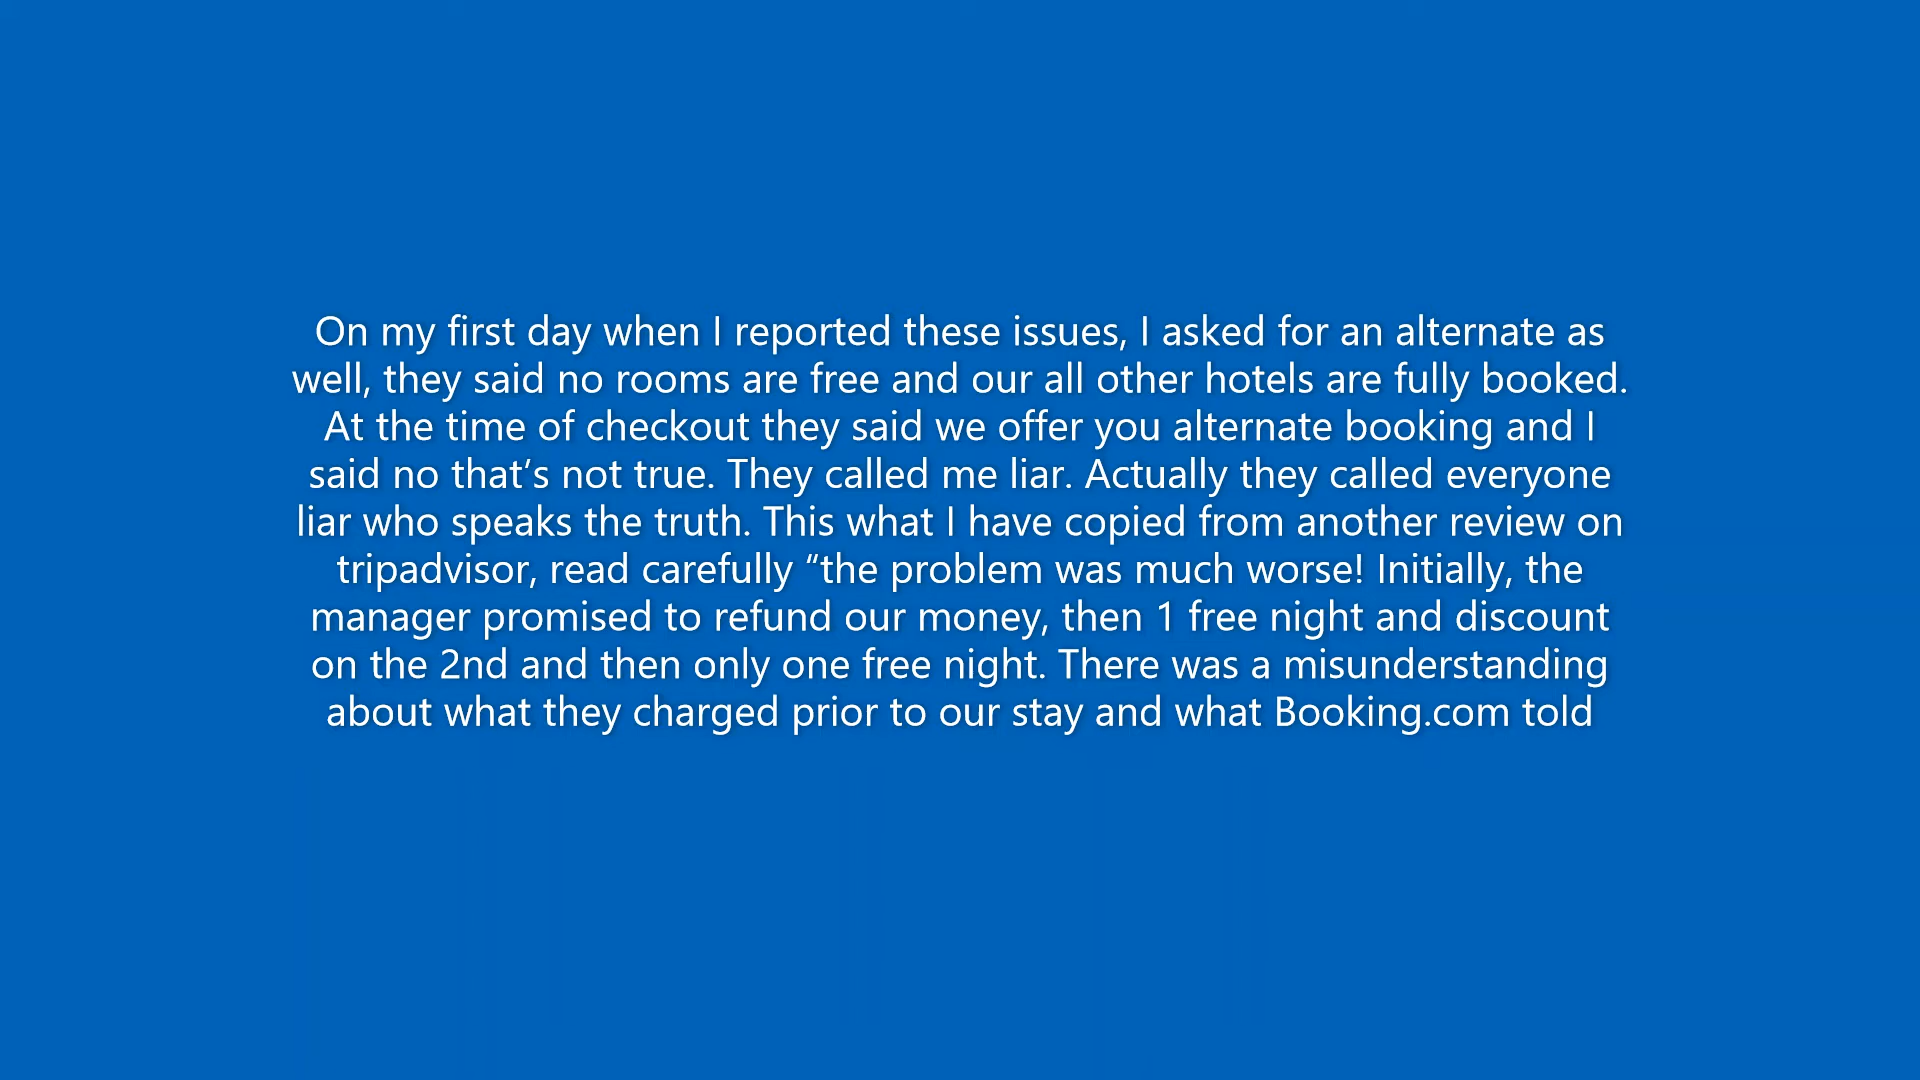 On my first day when I reported these issues, I asked for an alternate as
well, they said no rooms are free and our all other hotels are fully booked.
At the time of checkout they said we offer you alternate booking and I
said no that’s not true. They called me liar. Actually they called everyone
liar who speaks the truth. This what I have copied from another review on
tripadvisor, read carefully “the problem was much worse! Initially, the
manager promised to refund our money, then 1 free night and discount
on the 2nd and then only one free night. There was a misunderstanding
about what they charged prior to our stay and what Booking.com told